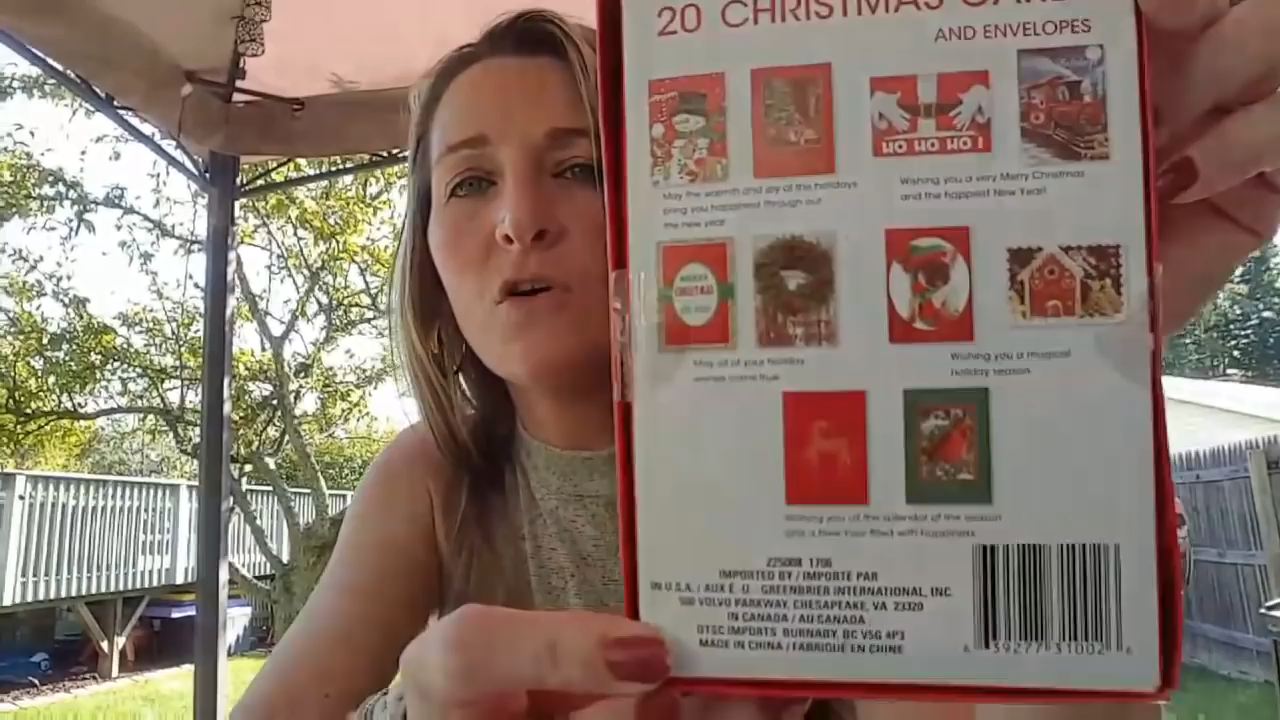 20 CHRISTMAS CARDS
AND ENVELOPES
HO HO HO!
May the warmth and joy of the holidays
bring you happiness through out
the new year
Wishing you a very Merry Christmas
and the happiest New Year!
CHRISTMAS
May all of your holiday
wishes come true
Wishing you a magical
holiday season
Wishing you all the splendor of the season
and a New Year filled with happiness
225008 1706
IMPORTED BY / IMPORTÉ PAR
IN U.S.A. / AUX É.-U. GREENBRIER INTERNATIONAL, INC.
500 VOLVO PARKWAY, CHESAPEAKE, VA 23320
IN CANADA / AU CANADA
DTSC IMPORTS BURNABY, BC V5G 4P3
MADE IN CHINA / FABRIQUÉ EN CHINE
6 39277 31002 6